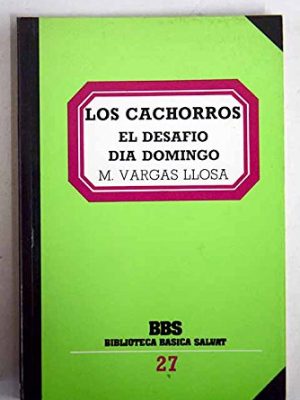 LOS CACHORROS
EL DESAFIO
DIA DOMINGO
M. VARGAS LLOSA
BBS
BIBLIOTECA BASICA SALVAT
27